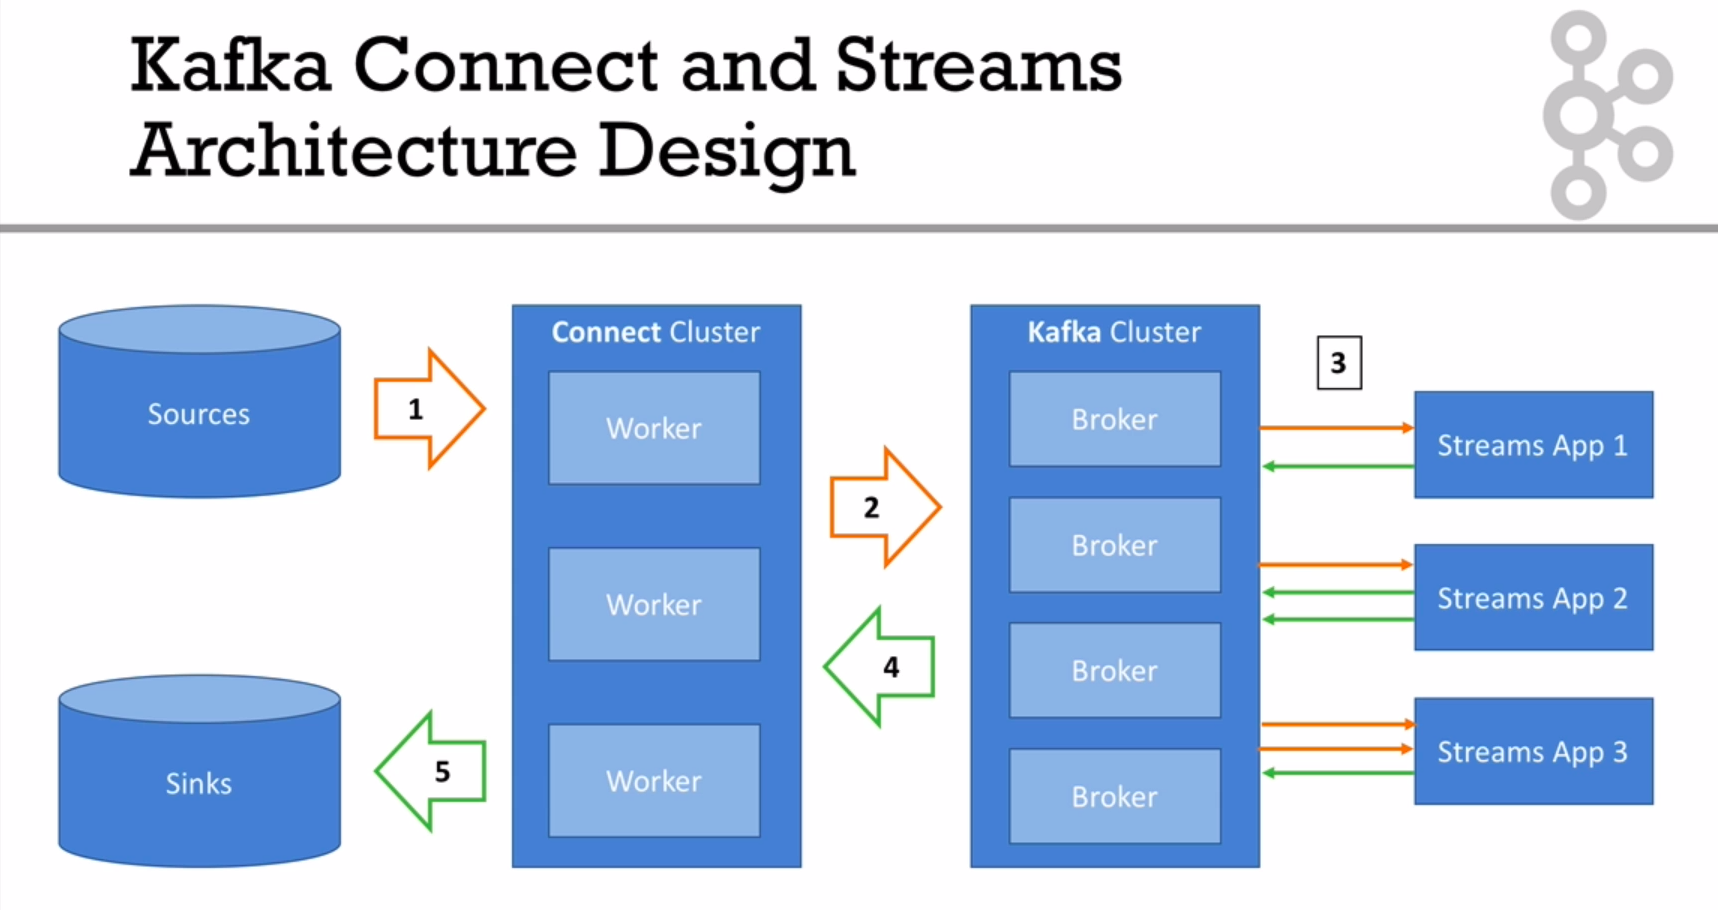 Kafka Connect and Streams
Architecture Design
Sources
1
Connect Cluster
Worker
Worker
Worker
2
4
Kafka Cluster
Broker
Broker
Broker
Broker
3
Streams App 1
Streams App 2
Streams App 3
Sinks
5